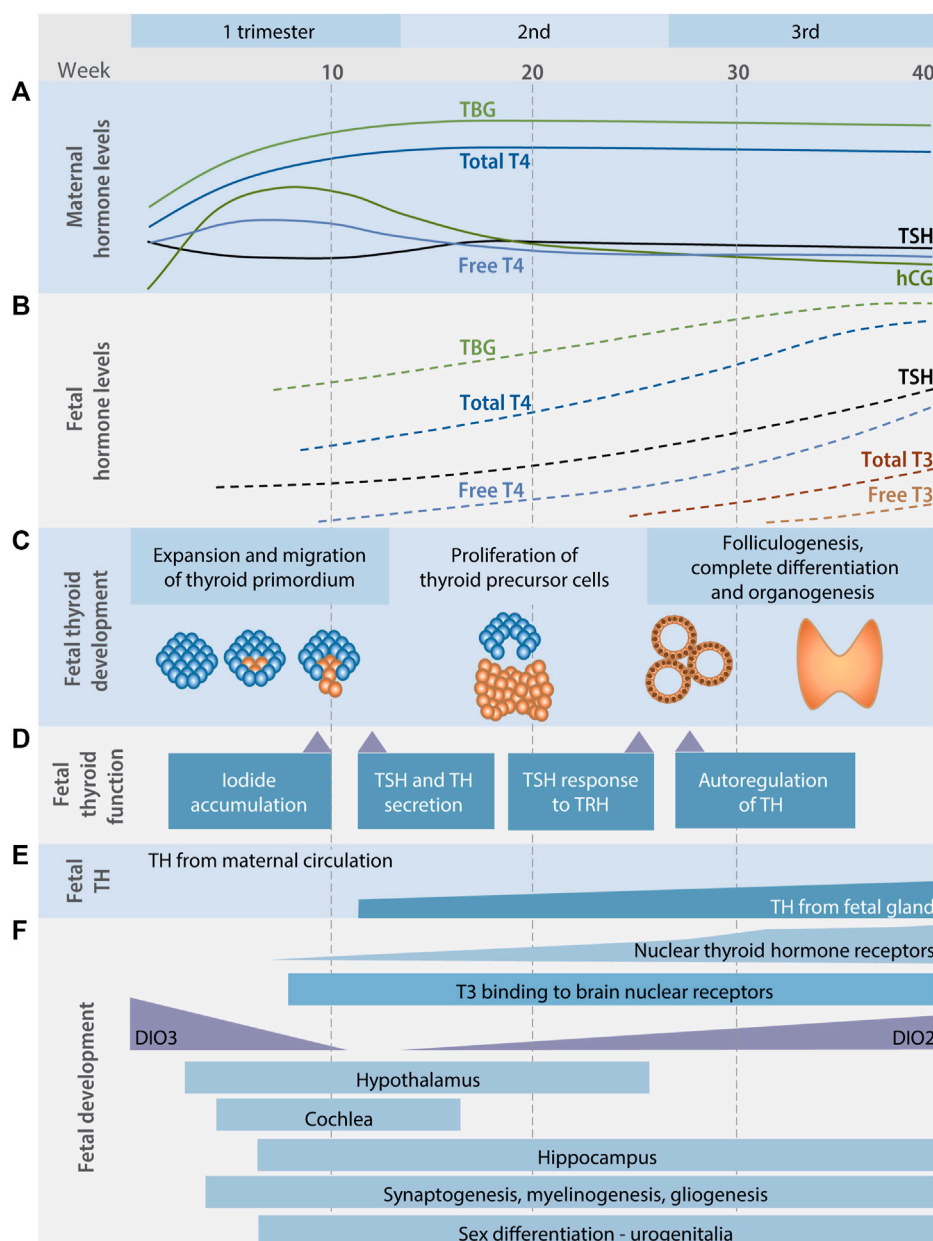 1 trimester
2nd
3rd
Week
10
20
30
40
A
Maternal
hormone levels
TBG
Total T4
TSH
Free T4
hCG
B
Fetal
hormone levels
TBG
TSH
Total T4
Total T3
Free T4
Free T3
C
Fetal thyroid
development
Expansion and migration
of thyroid primordium
Proliferation of
thyroid precursor cells
Folliculogenesis,
complete differentiation
and organogenesis
D
Fetal
thyroid
function
Iodide
accumulation
TSH and TH
secretion
TSH response
to TRH
Autoregulation
of TH
E
Fetal
TH
TH from maternal circulation
TH from fetal gland
F
Fetal development
Nuclear thyroid hormone receptors
T3 binding to brain nuclear receptors
DIO3
DIO2
Hypothalamus
Cochlea
Hippocampus
Synaptogenesis, myelinogenesis, gliogenesis
Sex differentiation - urogenitalia